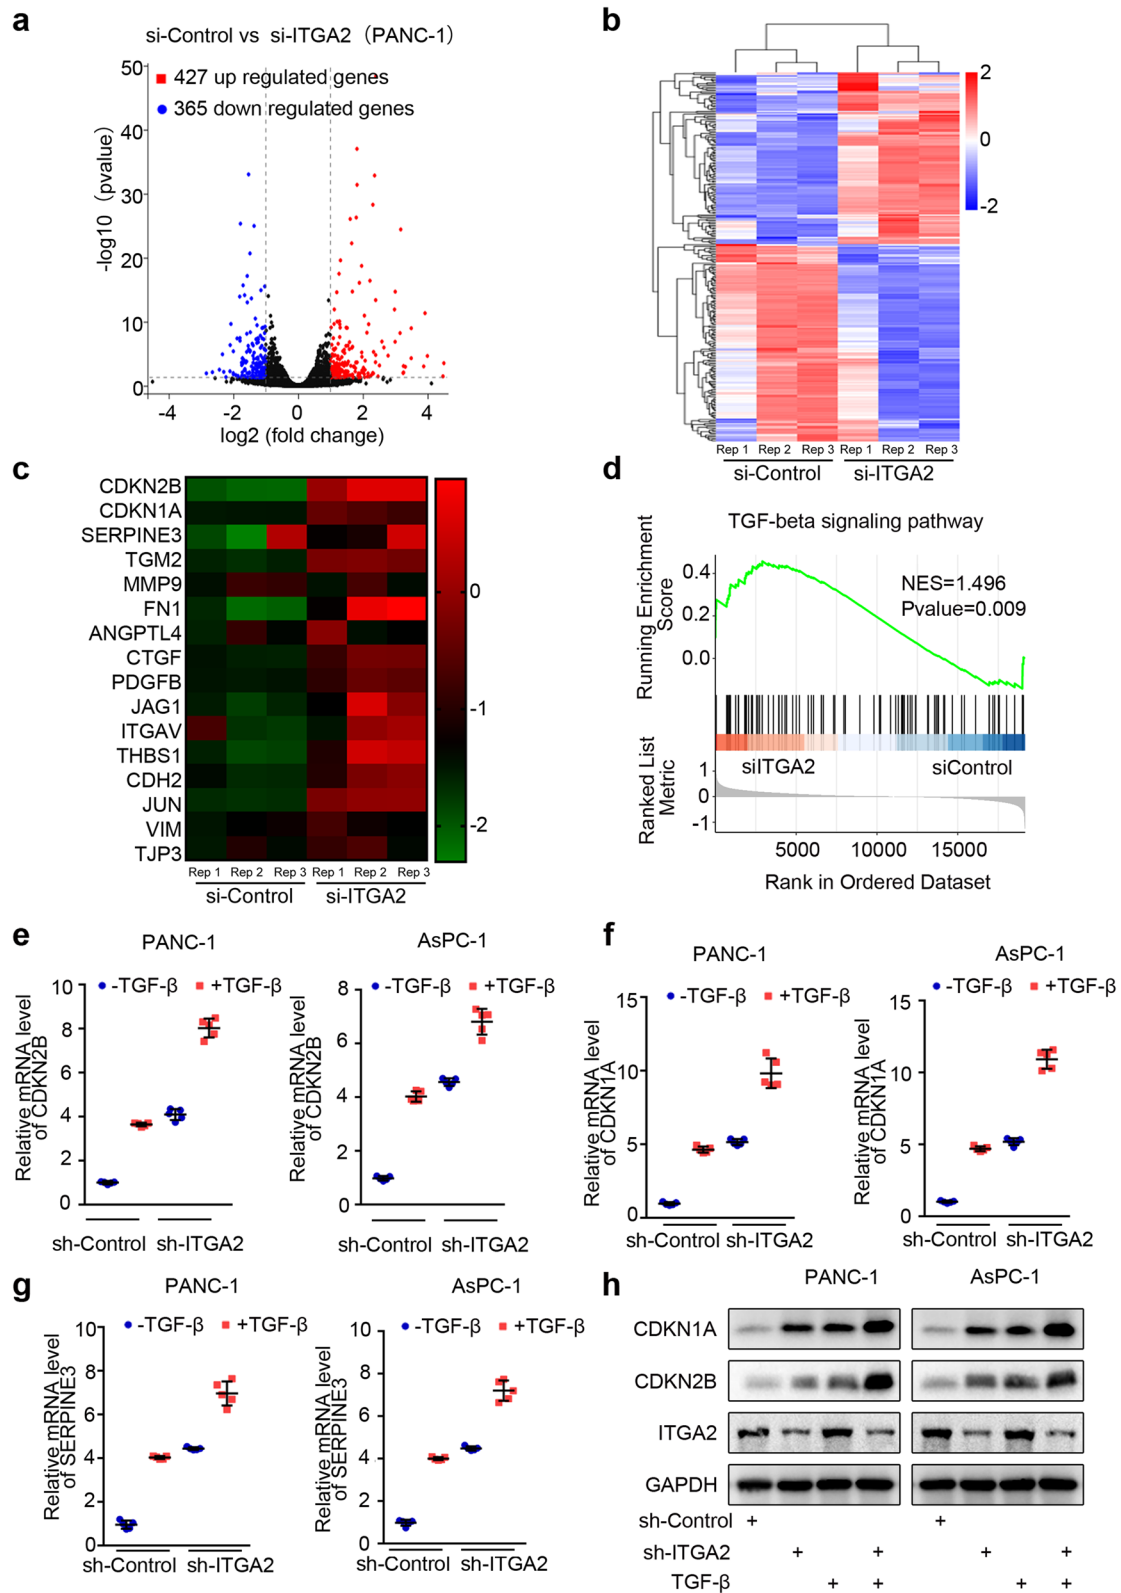 a
si-Control vs si-ITGA2 (PANC-1)
427 up regulated genes
365 down regulated genes
-log10 (pvalue)
50
40
30
20
10
0
-4 -2 0 2 4
log2 (fold change)
b
2
0
-2
Rep 1 Rep 2 Rep 3 Rep 1 Rep 2 Rep 3
si-Control si-ITGA2
c
CDKN2B
CDKN1A
SERPINE3
TGM2
MMP9
FN1
ANGPTL4
CTGF
PDGFB
JAG1
ITGAV
THBS1
CDH2
JUN
VIM
TJP3
0
-1
-2
Rep 1 Rep 2 Rep 3 Rep 1 Rep 2 Rep 3
si-Control si-ITGA2
d
TGF-beta signaling pathway
Running Enrichment
Score
0.4
0.2
0.0
NES=1.496
Pvalue=0.009
siITGA2 siControl
Ranked List
Metric
1
0
-1
5000 10000 15000
Rank in Ordered Dataset
e
PANC-1
-TGF-β +TGF-β
Relative mRNA level
of CDKN2B
10
8
6
4
2
0
sh-Control sh-ITGA2
AsPC-1
-TGF-β +TGF-β
Relative mRNA level
of CDKN2B
8
6
4
2
0
sh-Control sh-ITGA2
f
PANC-1
-TGF-β +TGF-β
Relative mRNA level
of CDKN1A
15
10
5
0
sh-Control sh-ITGA2
AsPC-1
-TGF-β +TGF-β
Relative mRNA level
of CDKN1A
15
10
5
0
sh-Control sh-ITGA2
g
PANC-1
-TGF-β +TGF-β
Relative mRNA level
of SERPINE3
10
8
6
4
2
0
sh-Control sh-ITGA2
AsPC-1
-TGF-β +TGF-β
Relative mRNA level
of SERPINE3
10
8
6
4
2
0
sh-Control sh-ITGA2
h
PANC-1 AsPC-1
CDKN1A
CDKN2B
ITGA2
GAPDH
sh-Control + +
sh-ITGA2 + + + +
TGF-β + + + +